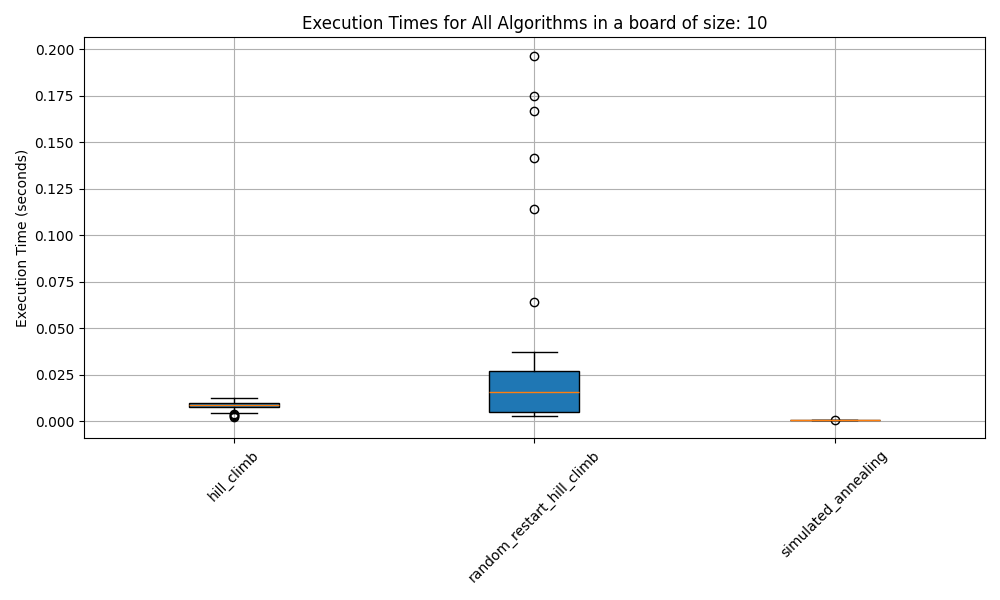 Execution Times for All Algorithms in a board of size: 10
Execution Time (seconds)
0.200
0.175
0.150
0.125
0.100
0.075
0.050
0.025
0.000
hill_climb
random_restart_hill_climb
simulated_annealing